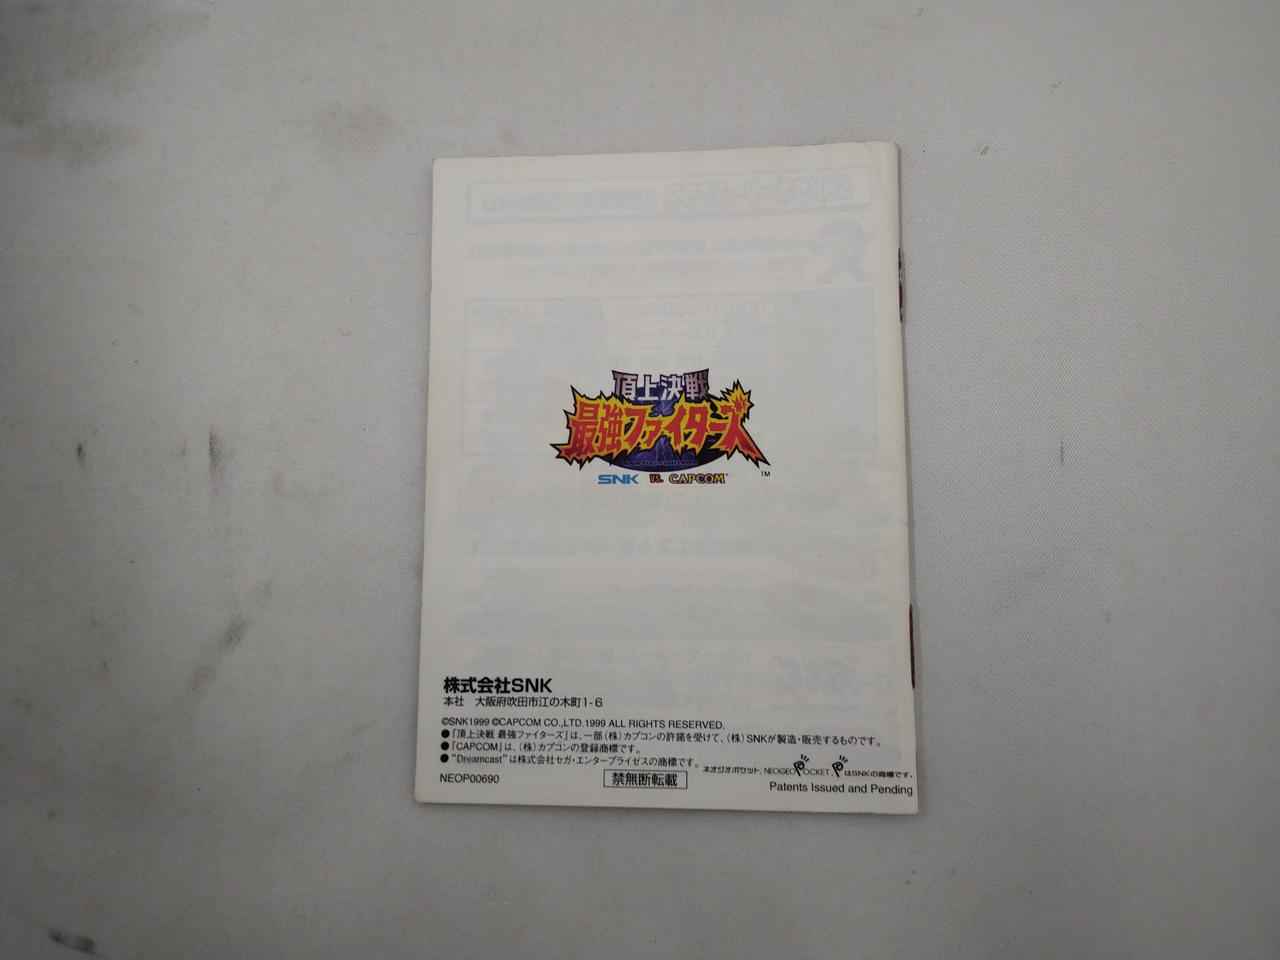 頂上決戦
最強ファイターズ
SNK VS. CAPCOM
TM
株式会社SNK
本社 大阪府吹田市江の木町1-6
©SNK1999 ©CAPCOM CO.,LTD.1999 ALL RIGHTS RESERVED.
●「頂上決戦 最強ファイターズ」は、一部(株)カプコンの許諾を受けて、(株)SNKが製造・販売するものです。
●「CAPCOM」は、(株)カプコンの登録商標です。
●"Dreamcast"は株式会社セガ・エンタープライゼスの商標です。
ネオジオポケット, NEOGEO POCKET, P はSNKの商標です。
NEOP00690
禁無断転載
Patents Issued and Pending